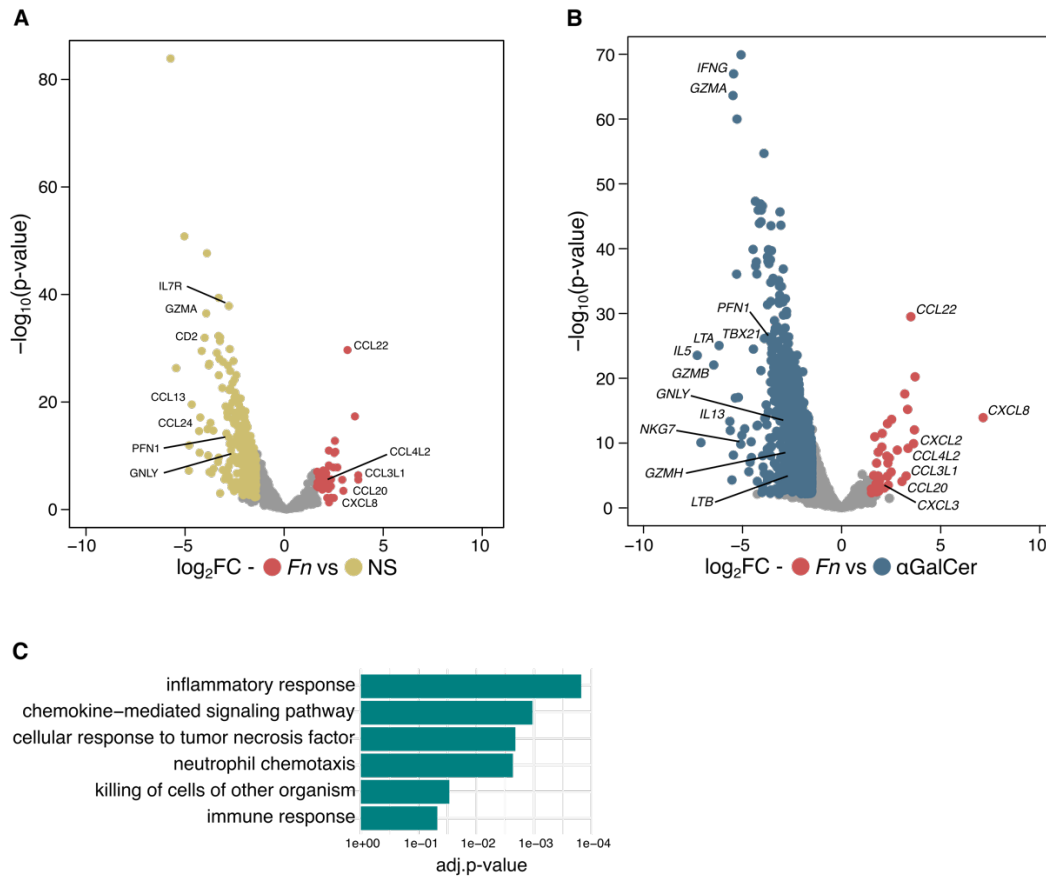 A
−log10(p-value)
80
60
40
20
0
IL7R
GZMA
CD2
CCL13
CCL24
PFN1
GNLY
CCL22
CCL4L2
CCL3L1
CCL20
CXCL8
−10 −5 0 5 10
log2FC - Fn vs NS
B
−log10(p-value)
70
60
50
40
30
20
10
0
IFNG
GZMA
PFN1
LTA
TBX21
IL5
GZMB
GNLY
IL13
NKG7
GZMH
LTB
CCL22
CXCL8
CXCL2
CCL4L2
CCL3L1
CCL20
CXCL3
−10 −5 0 5 10
log2FC - Fn vs αGalCer
C
inflammatory response
chemokine−mediated signaling pathway
cellular response to tumor necrosis factor
neutrophil chemotaxis
killing of cells of other organism
immune response
1e+00 1e-01 1e-02 1e-03 1e-04
adj.p-value